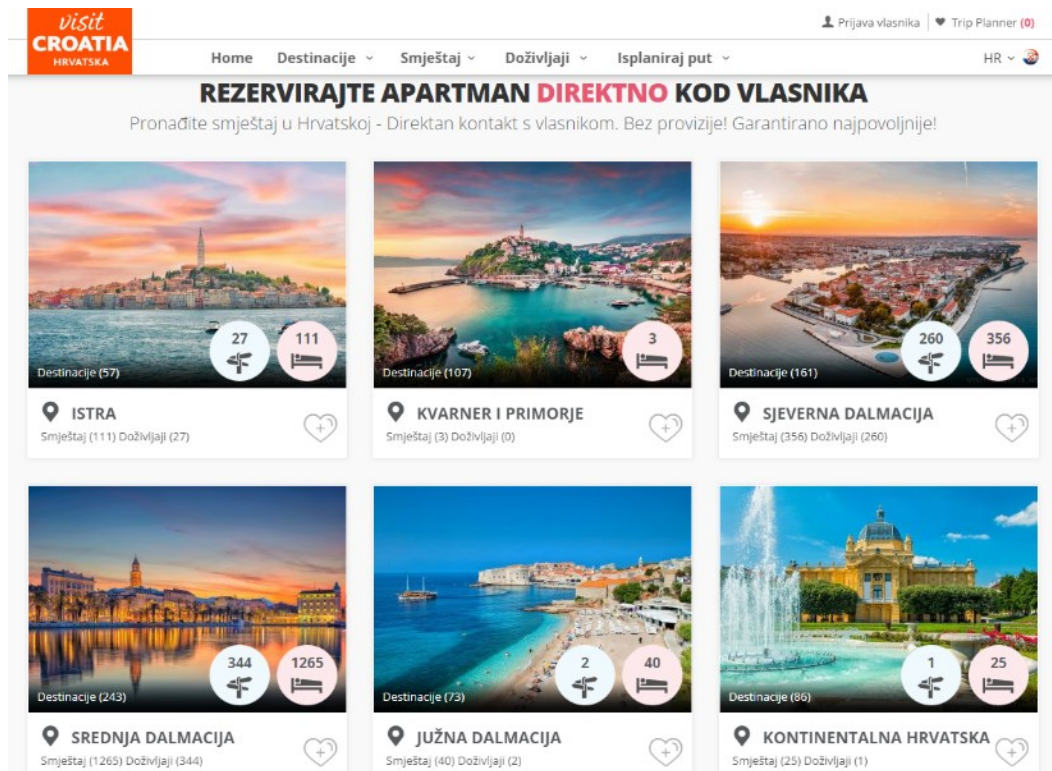 visit
CROATIA
HRVATSKA
Prijava vlasnika
Trip Planner (0)
Home
Destinacije
Smještaj
Doživljaji
Isplaniraj put
HR
REZERVIRAJTE APARTMAN DIREKTNO KOD VLASNIKA
Pronađite smještaj u Hrvatskoj - Direktan kontakt s vlasnikom. Bez provizije! Garantirano najpovoljnije!
27
111
Destinacije (57)
ISTRA
Smještaj (111) Doživljaji (27)
3
Destinacije (107)
KVARNER I PRIMORJE
Smještaj (3) Doživljaji (0)
260
356
Destinacije (161)
SJEVERNA DALMACIJA
Smještaj (356) Doživljaji (260)
344
1265
Destinacije (243)
SREDNJA DALMACIJA
Smještaj (1265) Doživljaji (344)
2
40
Destinacije (73)
JUŽNA DALMACIJA
Smještaj (40) Doživljaji (2)
1
25
Destinacije (86)
KONTINENTALNA HRVATSKA
Smještaj (25) Doživljaji (1)